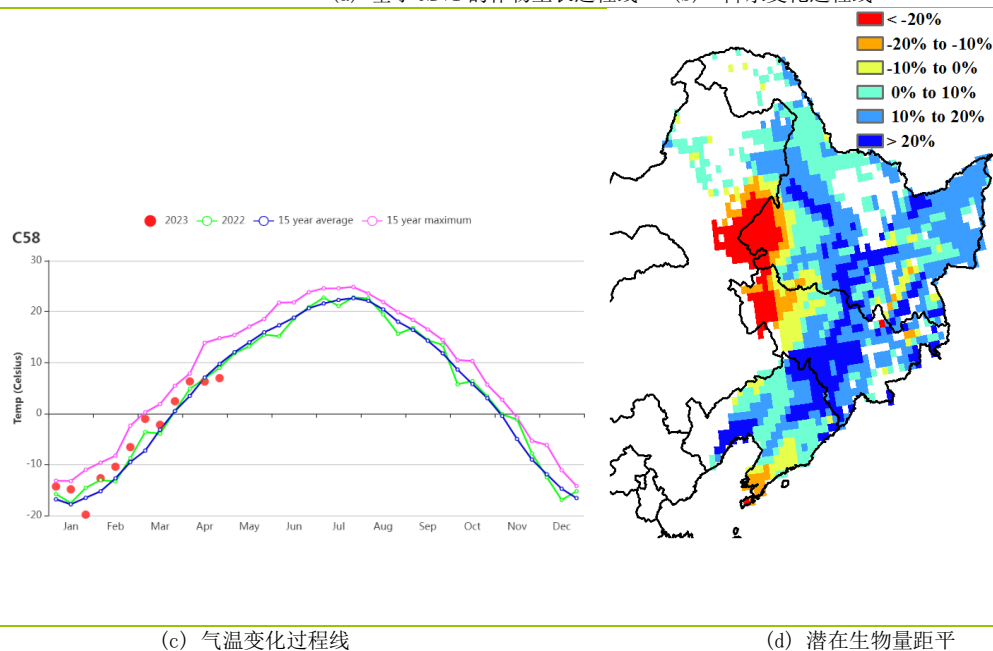 < -20%
-20% to -10%
-10% to 0%
0% to 10%
10% to 20%
> 20%
2023 2022 15 year average 15 year maximum
C58
Temp (Celsius)
30
20
10
0
-10
-20
Jan Feb Mar Apr May Jun Jul Aug Sep Oct Nov Dec
(c) 气温变化过程线 (d) 潜在生物量距平